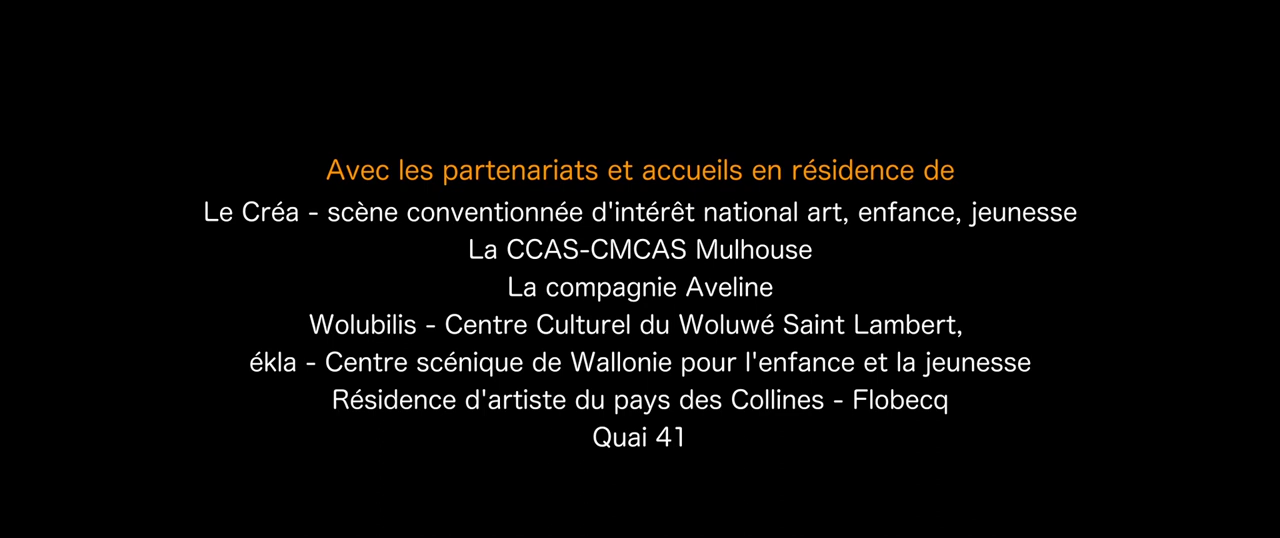 Avec les partenariats et accueils en résidence de
Le Créa - scène conventionnée d'intérêt national art, enfance, jeunesse
La CCAS-CMCAS Mulhouse
La compagnie Aveline
Wolubilis - Centre Culturel du Woluwé Saint Lambert,
ékla - Centre scénique de Wallonie pour l'enfance et la jeunesse
Résidence d'artiste du pays des Collines - Flobecq
Quai 41